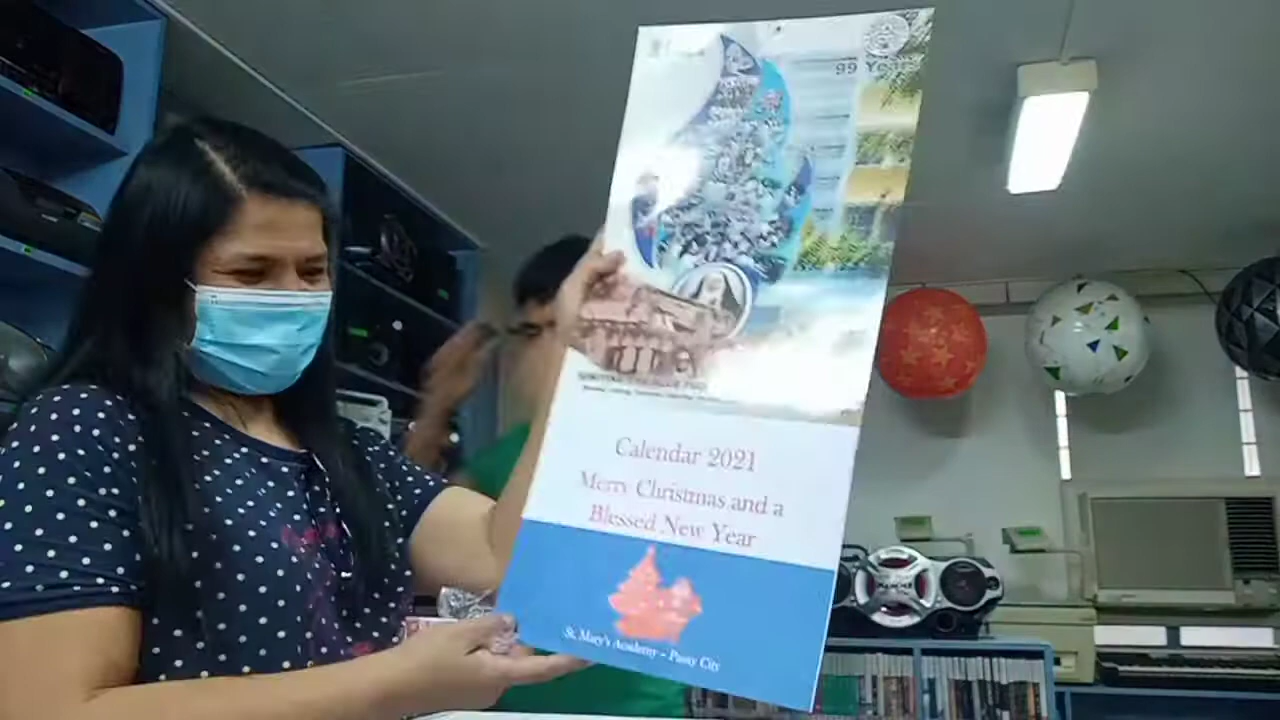 99 Years
Calendar 2021
Merry Christmas and a
Blessed New Year
St. Mary's Academy - Pasay City